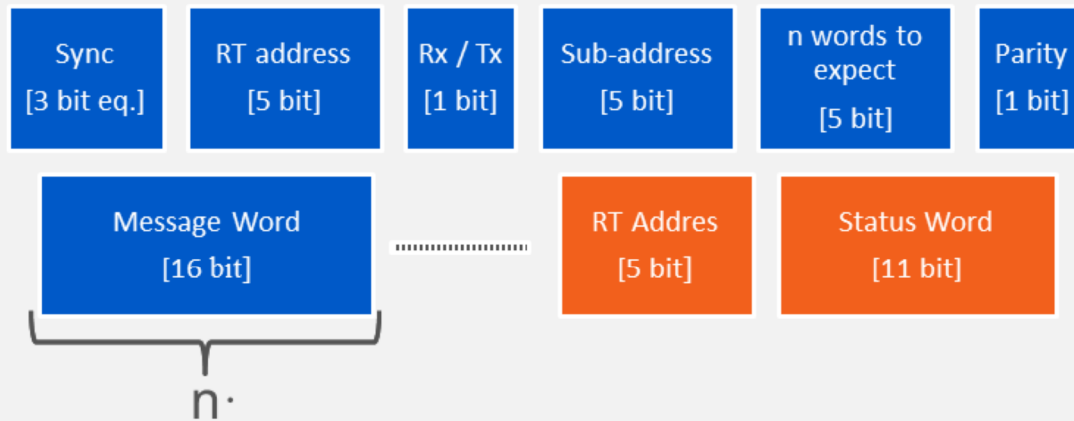 Sync
[3 bit eq.]
RT address
[5 bit]
Rx / Tx
[1 bit]
Sub-address
[5 bit]
n words to
expect
[5 bit]
Parity
[1 bit]
Message Word
[16 bit]
RT Addres
[5 bit]
Status Word
[11 bit]
n·